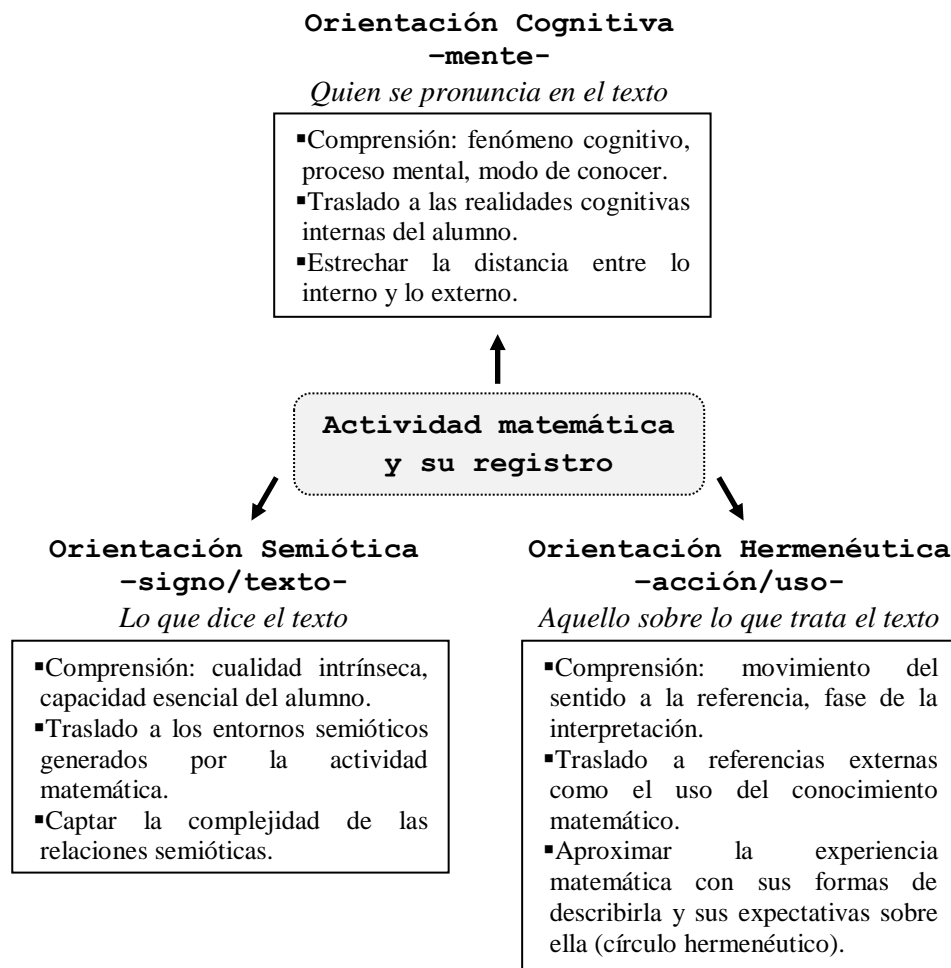 Orientación Cognitiva
–mente-
Quien se pronuncia en el texto
▪Comprensión: fenómeno cognitivo,
proceso mental, modo de conocer.
▪Traslado a las realidades cognitivas
internas del alumno.
▪Estrechar la distancia entre lo
interno y lo externo.
Actividad matemática
y su registro
Orientación Semiótica
–signo/texto-
Lo que dice el texto
▪Comprensión: cualidad intrínseca,
capacidad esencial del alumno.
▪Traslado a los entornos semióticos
generados por la actividad
matemática.
▪Captar la complejidad de las
relaciones semióticas.
Orientación Hermenéutica
–acción/uso-
Aquello sobre lo que trata el texto
▪Comprensión: movimiento del
sentido a la referencia, fase de la
interpretación.
▪Traslado a referencias externas
como el uso del conocimiento
matemático.
▪Aproximar la experiencia
matemática con sus formas de
describirla y sus expectativas sobre
ella (círculo hermenéutico).